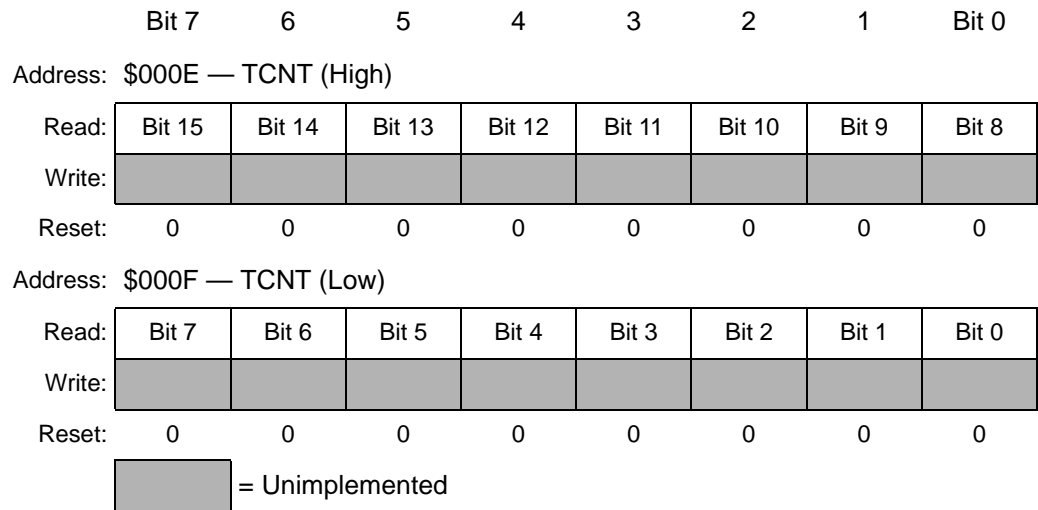 Bit 7 6 5 4 3 2 1 Bit 0
Address: $000E — TCNT (High)
Read: Bit 15 Bit 14 Bit 13 Bit 12 Bit 11 Bit 10 Bit 9 Bit 8
Write:
Reset: 0 0 0 0 0 0 0 0
Address: $000F — TCNT (Low)
Read: Bit 7 Bit 6 Bit 5 Bit 4 Bit 3 Bit 2 Bit 1 Bit 0
Write:
Reset: 0 0 0 0 0 0 0 0
= Unimplemented